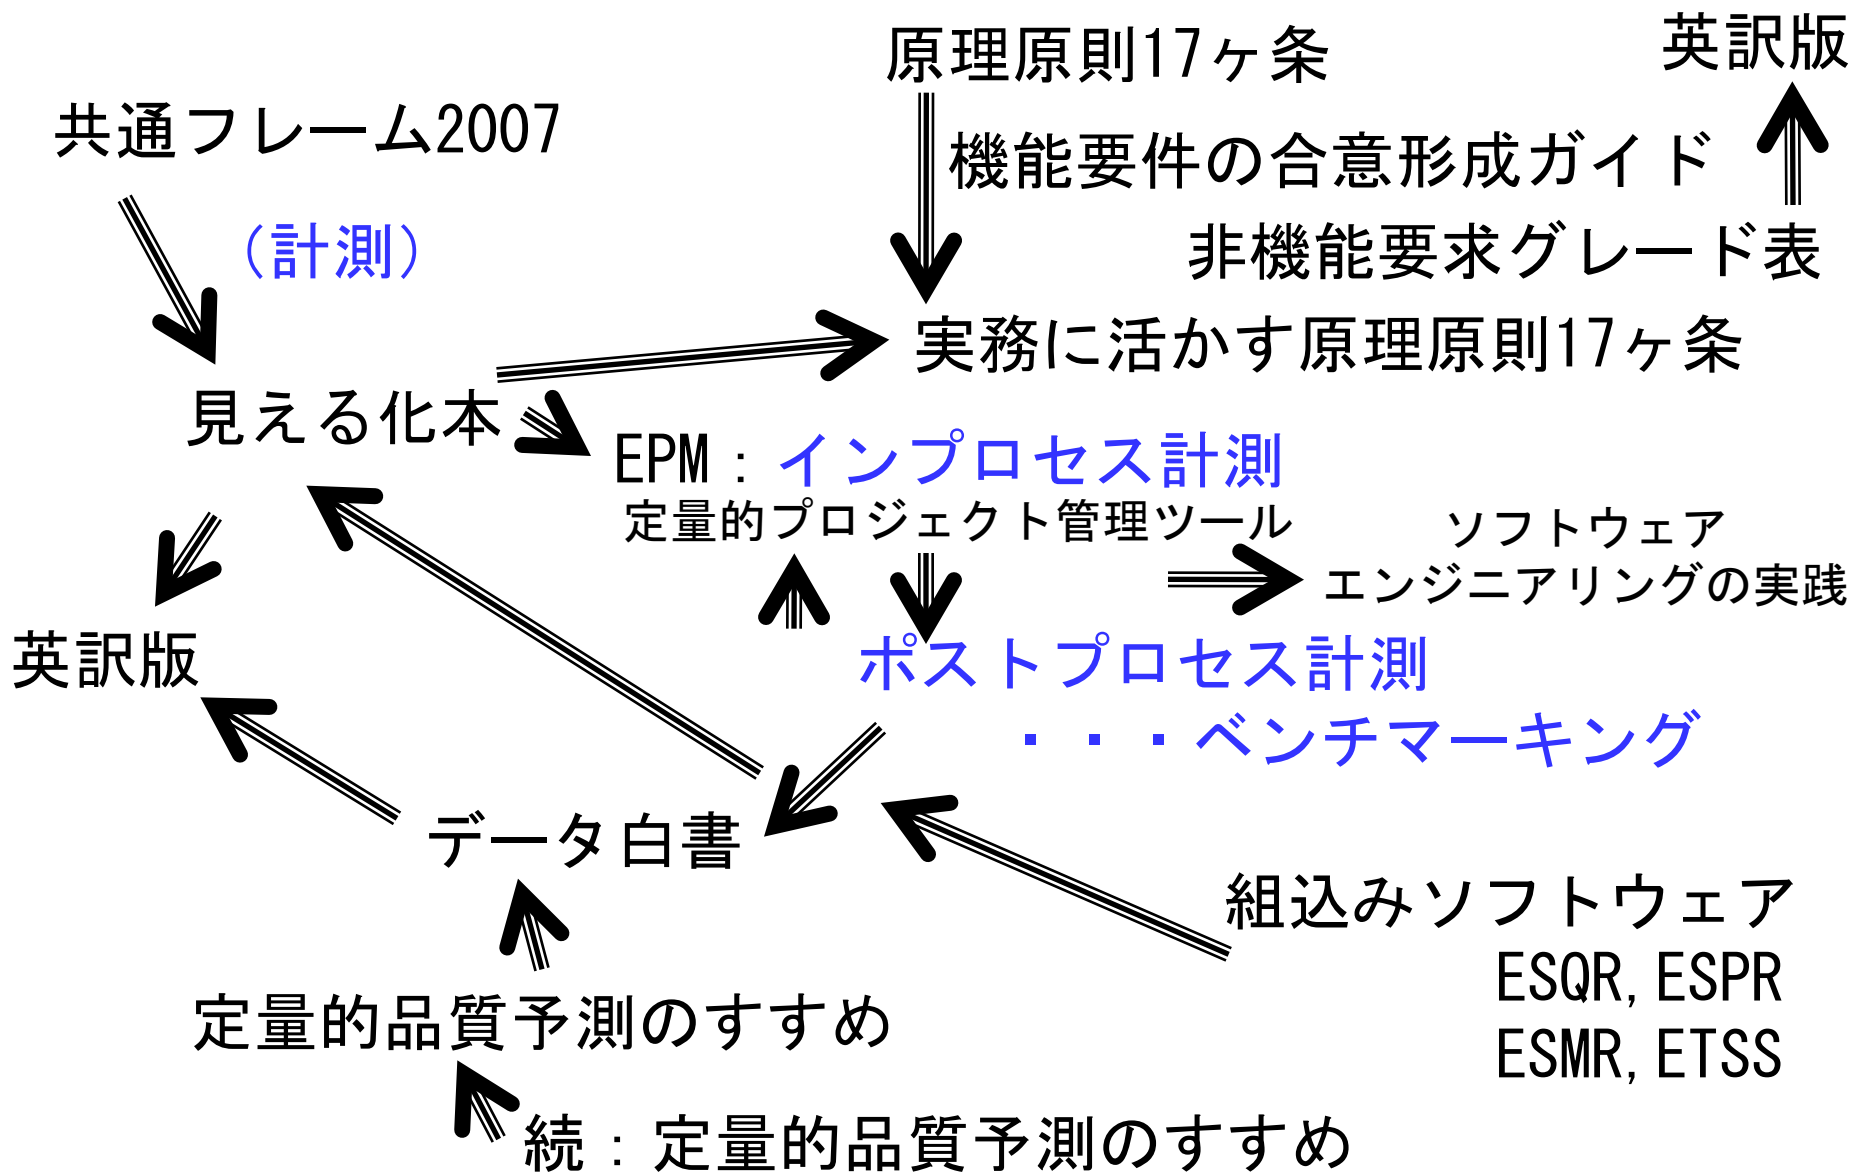 原理原則17ヶ条
英訳版
共通フレーム2007
機能要件の合意形成ガイド
（計測）
非機能要求グレード表
実務に活かす原理原則17ヶ条
見える化本
EPM：インプロセス計測
定量的プロジェクト管理ツール
ソフトウェア
エンジニアリングの実践
英訳版
ポストプロセス計測
・・・ベンチマーキング
データ白書
組込みソフトウェア
ESQR,ESPR
ESMR,ETSS
定量的品質予測のすすめ
続：定量的品質予測のすすめ